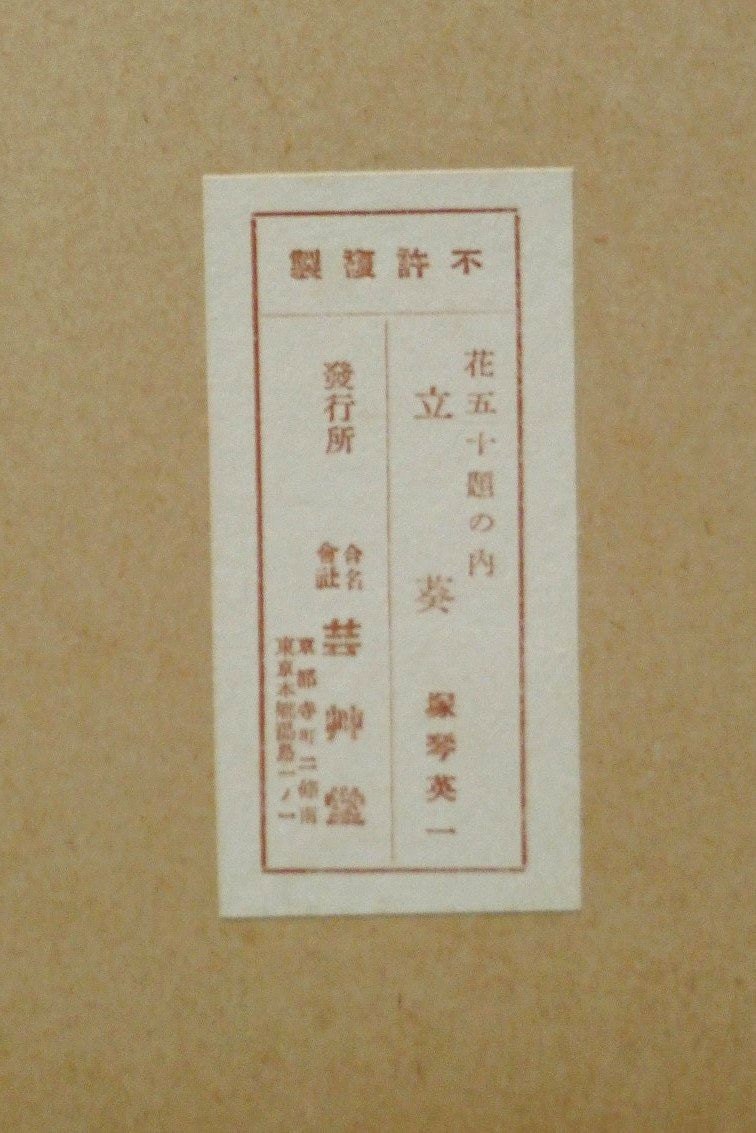 不許複製
花五十題の内
立葵
塚琴英一
發行所
合名
會社
芸艸堂
京都寺町二條南
東京本郷湯島一ノ一